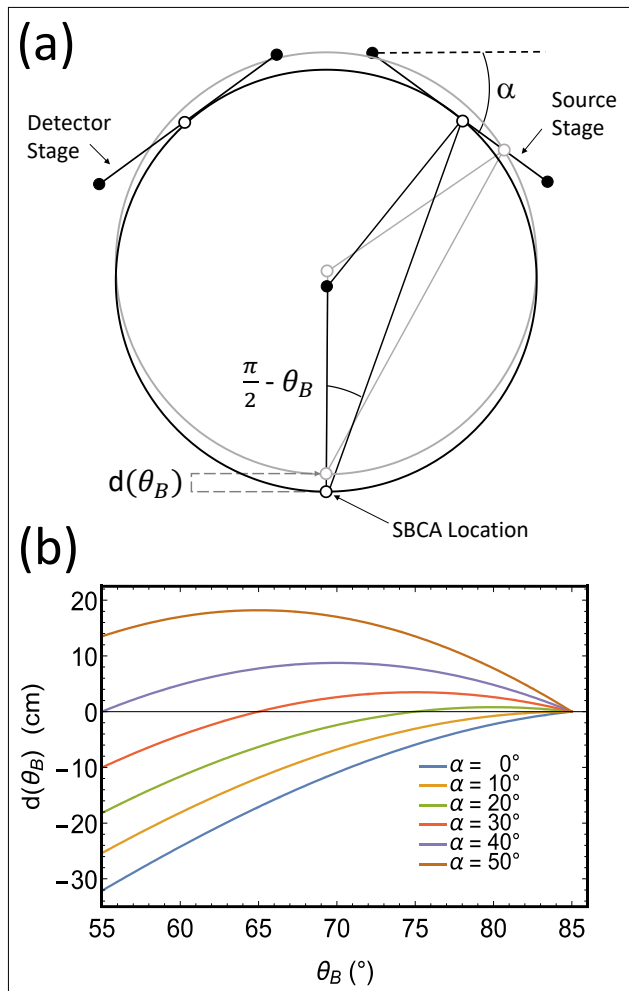 (a)
α
Detector
Stage
Source
Stage
π/2 - θ_B
d(θ_B)
SBCA Location
(b)
d(θ_B) (cm)
20
10
0
−10
−20
−30
α = 0°
α = 10°
α = 20°
α = 30°
α = 40°
α = 50°
55 60 65 70 75 80 85
θ_B (°)